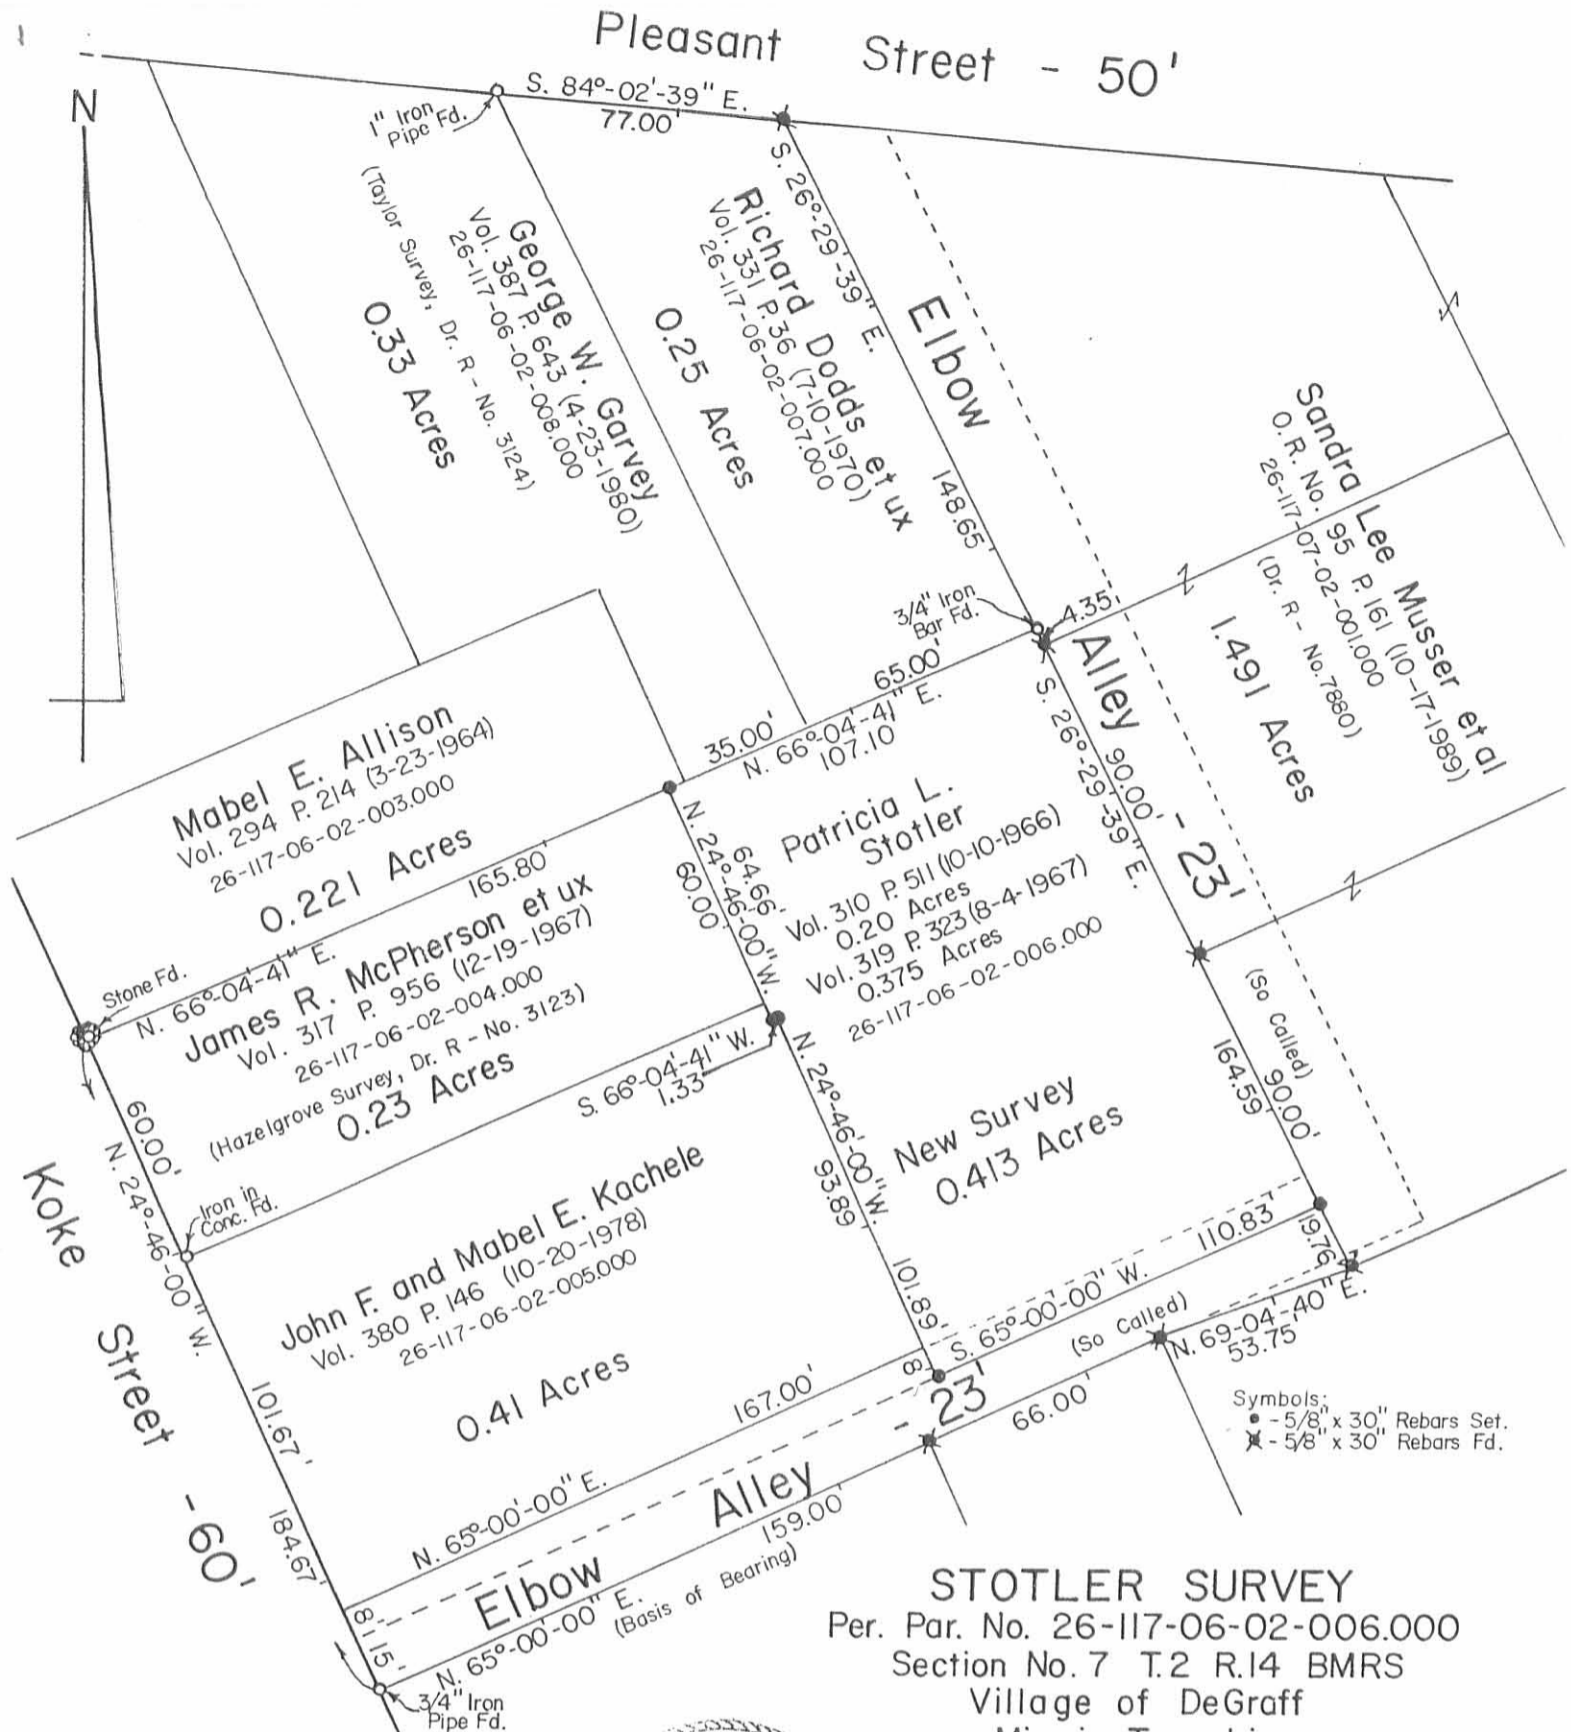 Pleasant Street - 50'
N
S. 84°-02'-39" E.
77.00'
1" Iron
Pipe Fd.
(Taylor Survey, Dr. R - No. 3124)
George W. Garvey
Vol. 387 P. 643 (4-23-1980)
26-117-06-02-008.000
0.33 Acres
Richard Dodds et ux
Vol. 331 P. 36 (7-10-1970)
26-117-06-02-007.000
0.25 Acres
S. 26°-29'-39" E.
148.65'
Elbow Alley - 23'
(So Called)
Sandra Lee Musser et al
O.R. No. 95 P. 161 (10-17-1989)
26-117-07-02-001.000
(Dr. R - No. 7880)
1.491 Acres
3/4" Iron
Bar Fd.
4.35'
65.00'
35.00'
N. 66°-04'-41" E.
107.10'
Mabel E. Allison
Vol. 294 P. 214 (3-23-1964)
26-117-06-02-003.000
0.221 Acres
165.80'
N. 66°-04'-41" E.
Stone Fd.
James R. McPherson et ux
Vol. 317 P. 956 (12-19-1967)
26-117-06-02-004.000
(Hazelgrove Survey, Dr. R - No. 3123)
0.23 Acres
64.66'
N. 24°-46'-00" W.
60.00'
Patricia L.
Stotler
Vol. 310 P. 511 (10-10-1966)
0.20 Acres
Vol. 319 P. 323 (8-4-1967)
0.375 Acres
26-117-06-02-006.000
90.00'
S. 26°-29'-39" E.
S. 66°-04'-41" W.
1.33'
60.00'
N. 24°-46'-00" W.
Iron in
Conc. Fd.
Koke Street - 60'
John F. and Mabel E. Kachele
Vol. 380 P. 146 (10-20-1978)
26-117-06-02-005.000
0.41 Acres
N. 24°-46'-00" W.
93.89'
101.89'
8'
New Survey
0.413 Acres
90.00'
164.59'
110.83'
S. 65°-00'-00" W.
19.76'
(So Called)
N. 69-04'-40" E.
53.75'
66.00'
101.67'
184.67'
167.00'
N. 65°-00'-00" E.
Elbow Alley - 23'
159.00'
N. 65°-00'-00" E.
(Basis of Bearing)
8'
15'
3/4" Iron
Pipe Fd.
Symbols:
- 5/8" x 30" Rebars Set.
- 5/8" x 30" Rebars Fd.
STOTLER SURVEY
Per. Par. No. 26-117-06-02-006.000
Section No. 7 T.2 R.14 BMRS
Village of DeGraff